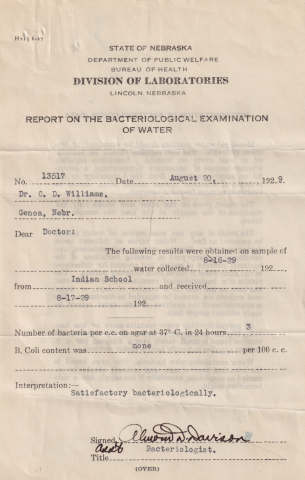 STATE OF NEBRASKA
DEPARTMENT OF PUBLIC WELFARE
BUREAU OF HEALTH
DIVISION OF LABORATORIES
LINCOLN, NEBRASKA
REPORT ON THE BACTERIOLOGICAL EXAMINATION
OF WATER
No. 13517 Date August 20, 1929
Dr. C. D. Williams,
Genoa, Nebr.
Dear Doctor:
The following results were obtained on sample of
water collected 8-16-29 192
from Indian School and received
8-17-29 192
Number of bacteria per c.c. on agar at 37° C. in 24 hours 3
B. Coli content was none per 100 c. c.
Interpretation:—
Satisfactory bacteriologically.
Signed
Ass't Bacteriologist.
Title
(OVER)